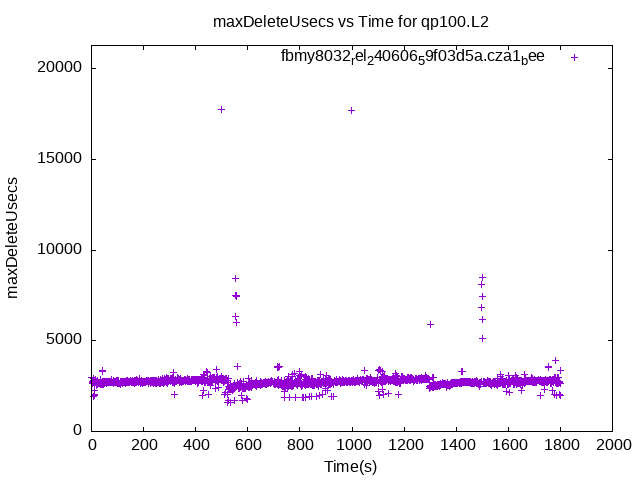 maxDeleteUsecs vs Time for qp100.L2
fbmy8032rel24060659f03d5a.cza1bee
20000
15000
10000
5000
0
maxDeleteUsecs
0 200 400 600 800 1000 1200 1400 1600 1800 2000
Time(s)